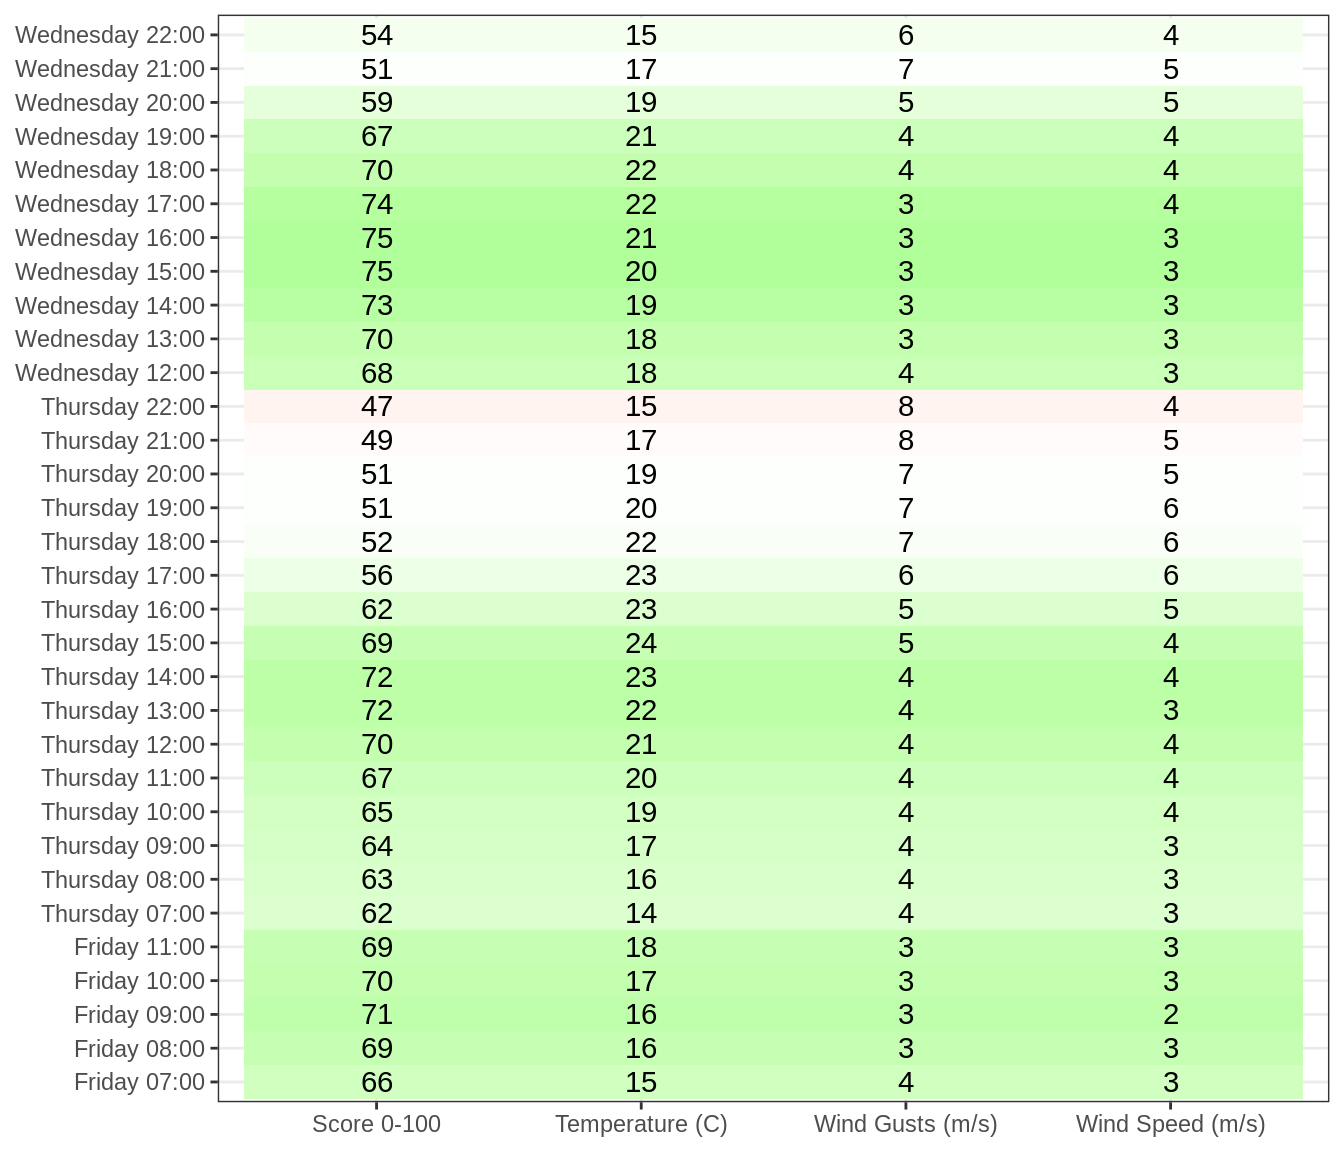 Wednesday 22:00 54 15 6 4
Wednesday 21:00 51 17 7 5
Wednesday 20:00 59 19 5 5
Wednesday 19:00 67 21 4 4
Wednesday 18:00 70 22 4 4
Wednesday 17:00 74 22 3 4
Wednesday 16:00 75 21 3 3
Wednesday 15:00 75 20 3 3
Wednesday 14:00 73 19 3 3
Wednesday 13:00 70 18 3 3
Wednesday 12:00 68 18 4 3
Thursday 22:00 47 15 8 4
Thursday 21:00 49 17 8 5
Thursday 20:00 51 19 7 5
Thursday 19:00 51 20 7 6
Thursday 18:00 52 22 7 6
Thursday 17:00 56 23 6 6
Thursday 16:00 62 23 5 5
Thursday 15:00 69 24 5 4
Thursday 14:00 72 23 4 4
Thursday 13:00 72 22 4 3
Thursday 12:00 70 21 4 4
Thursday 11:00 67 20 4 4
Thursday 10:00 65 19 4 4
Thursday 09:00 64 17 4 3
Thursday 08:00 63 16 4 3
Thursday 07:00 62 14 4 3
Friday 11:00 69 18 3 3
Friday 10:00 70 17 3 3
Friday 09:00 71 16 3 2
Friday 08:00 69 16 3 3
Friday 07:00 66 15 4 3
Score 0-100 Temperature (C) Wind Gusts (m/s) Wind Speed (m/s)